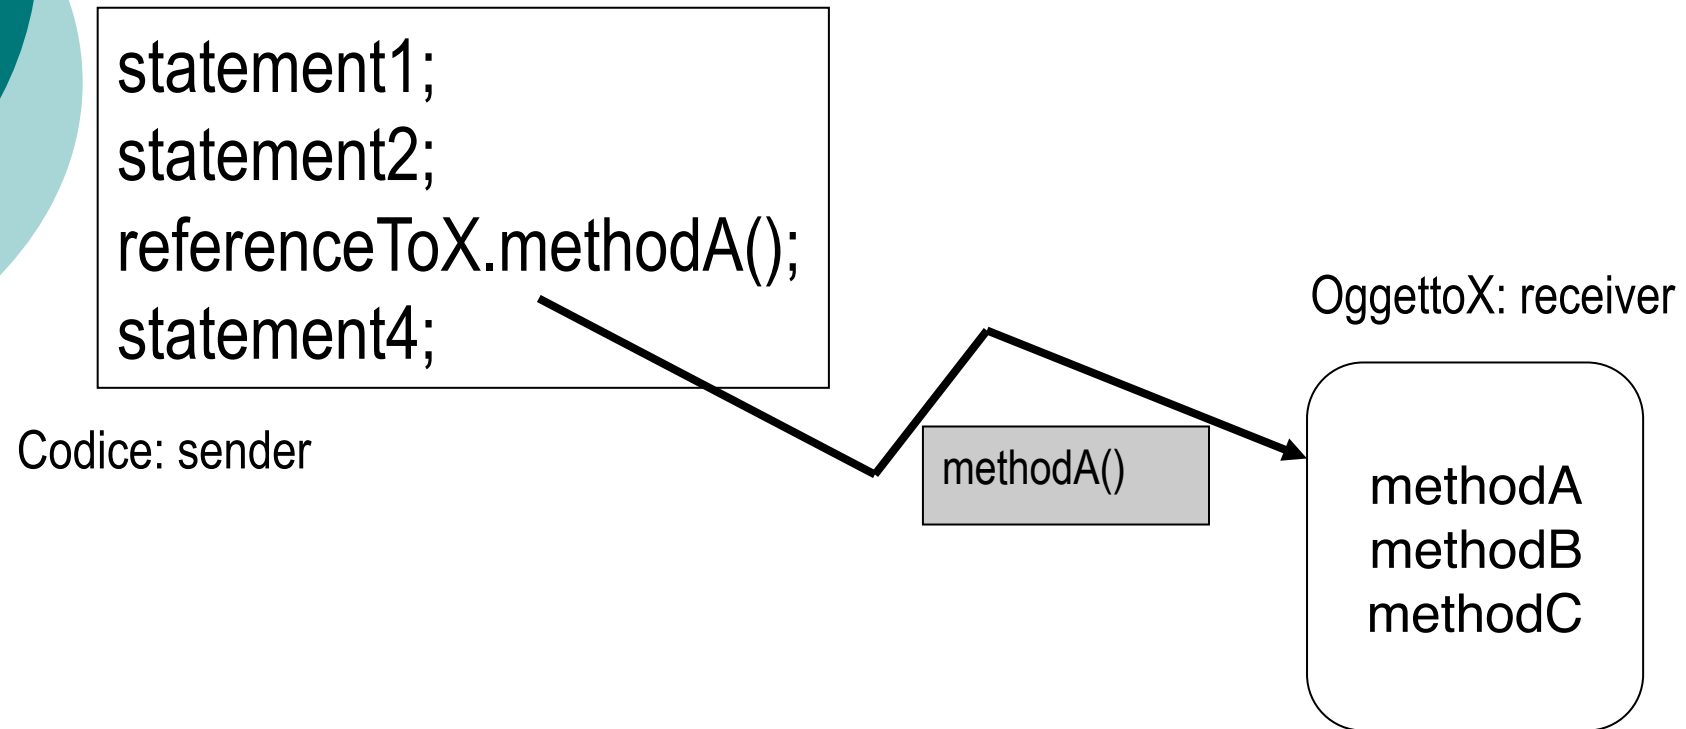 statement1;
statement2;
referenceToX.methodA();
statement4;
Codice: sender
methodA()
OggettoX: receiver
methodA
methodB
methodC